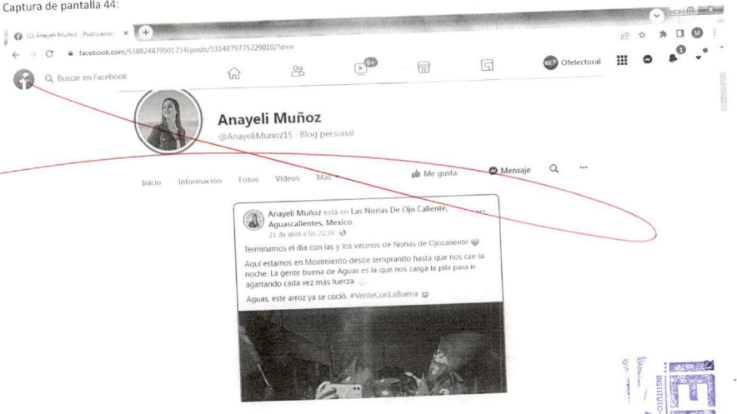 Captura de pantalla 44:
(1) Anayeli Muñoz - Publicacion
facebook.com/538824879501214/posts/5314879775229010/?d=n
Buscar en Facebook
9+
Ofelectoral
Anayeli Muñoz
@AnayeliMunoz15 · Blog personal
Inicio Información Fotos Videos Más
Me gusta
Mensaje
Anayeli Muñoz está en Las Norias De Ojo Caliente,
Aguascalientes, Mexico.
21 de abril a las 22:34
Terminamos el día con las y los vecinos de Norias de Ojocaliente
Aquí estamos en Movimiento desde tempranito hasta que nos cae la
noche. La gente buena de Aguas es la que nos carga la pila para ir
agarrando cada vez más fuerza
Aguas, este arroz ya se coció. #VenteConLaBuena
INSTITUTO